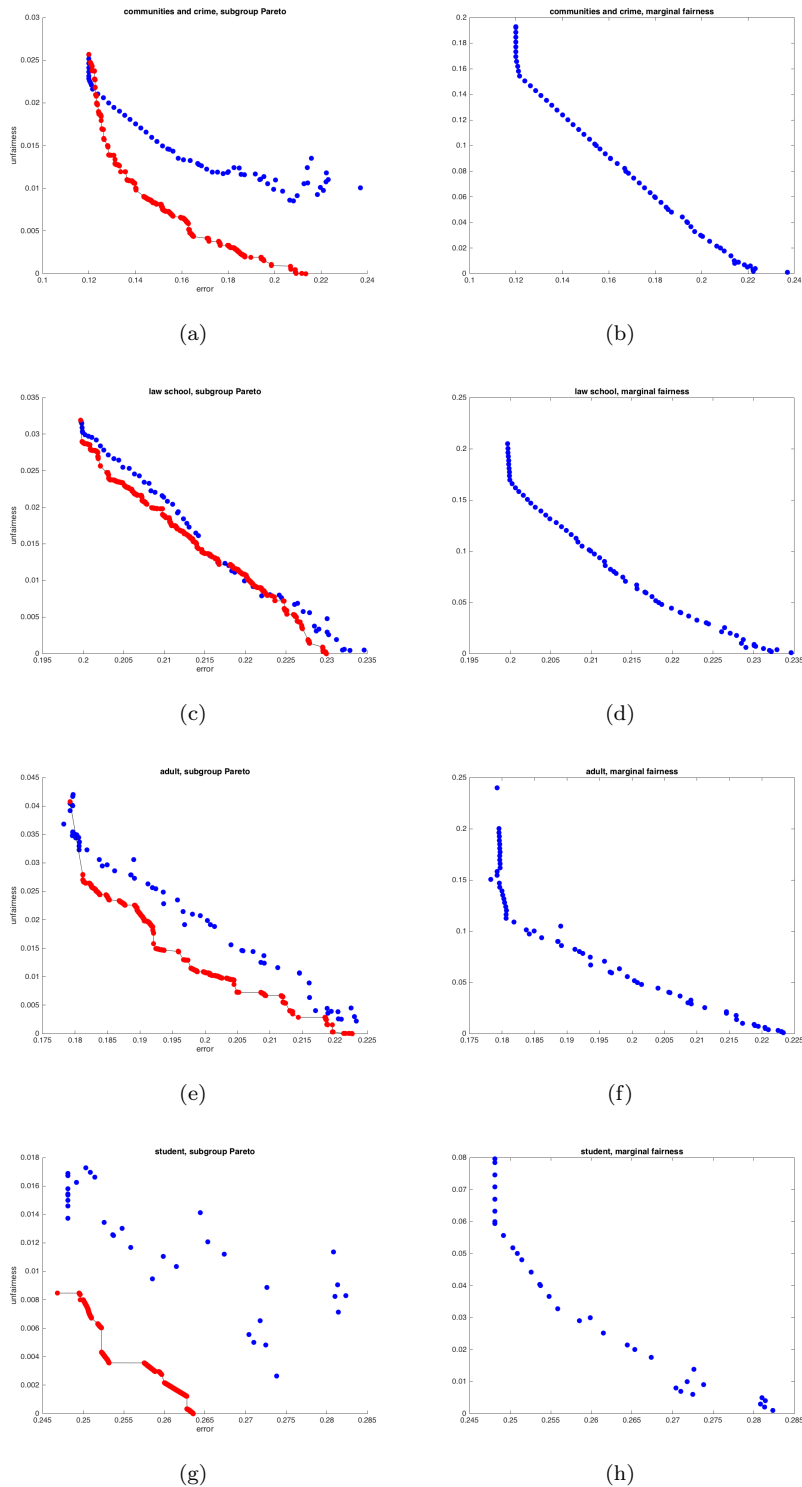 communities and crime, subgroup Pareto
communities and crime, marginal fairness
unfairness
0.03
0.025
0.02
0.015
0.01
0.005
0
0.1 0.12 0.14 0.16 0.18 0.2 0.22 0.24
error
0.2
0.18
0.16
0.14
0.12
0.1
0.08
0.06
0.04
0.02
0
0.1 0.12 0.14 0.16 0.18 0.2 0.22 0.24
(a)
(b)
law school, subgroup Pareto
law school, marginal fairness
unfairness
0.035
0.03
0.025
0.02
0.015
0.01
0.005
0
0.195 0.2 0.205 0.21 0.215 0.22 0.225 0.23 0.235
error
0.25
0.2
0.15
0.1
0.05
0
0.195 0.2 0.205 0.21 0.215 0.22 0.225 0.23 0.235
(c)
(d)
adult, subgroup Pareto
adult, marginal fairness
unfairness
0.045
0.04
0.035
0.03
0.025
0.02
0.015
0.01
0.005
0
0.175 0.18 0.185 0.19 0.195 0.2 0.205 0.21 0.215 0.22 0.225
error
0.25
0.2
0.15
0.1
0.05
0
0.175 0.18 0.185 0.19 0.195 0.2 0.205 0.21 0.215 0.22 0.225
(e)
(f)
student, subgroup Pareto
student, marginal fairness
unfairness
0.018
0.016
0.014
0.012
0.01
0.008
0.006
0.004
0.002
0
0.245 0.25 0.255 0.26 0.265 0.27 0.275 0.28 0.285
error
0.08
0.07
0.06
0.05
0.04
0.03
0.02
0.01
0
0.245 0.25 0.255 0.26 0.265 0.27 0.275 0.28 0.285
(g)
(h)